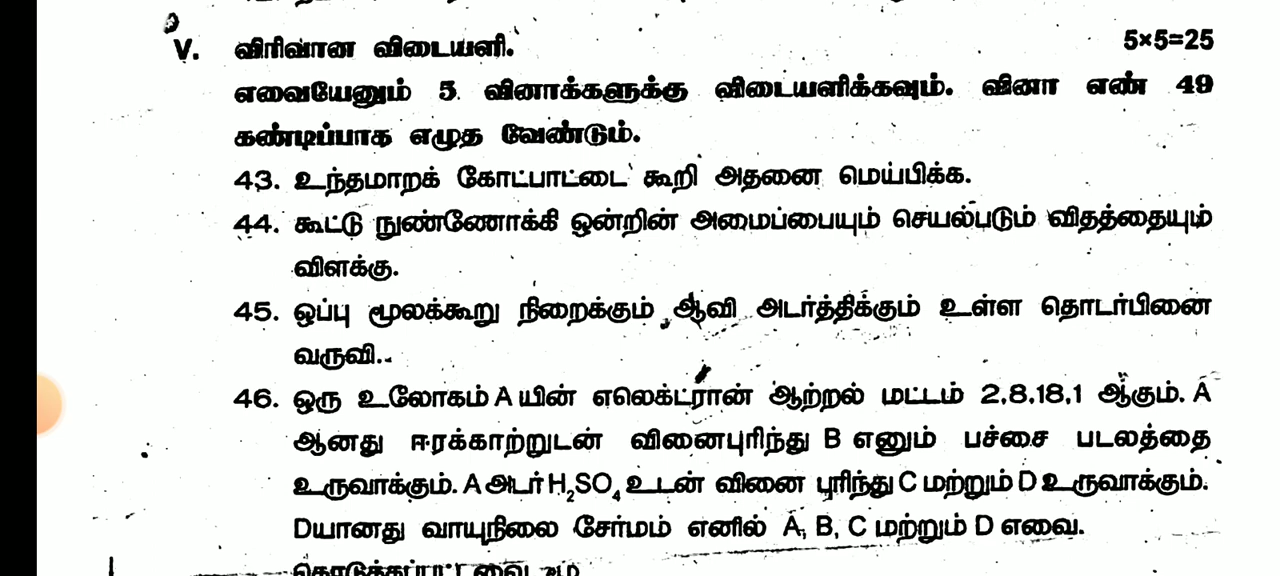 V. விரிவான விடையளி. 5×5=25
எவையேனும் 5 வினாக்களுக்கு விடையளிக்கவும். வினா எண் 49
கண்டிப்பாக எழுத வேண்டும்.
43. உந்தமாறக் கோட்பாட்டை கூறி அதனை மெய்பிக்க.
44. கூட்டு நுண்ணோக்கி ஒன்றின் அமைப்பையும் செயல்படும் விதத்தையும்
விளக்கு.
45. ஒப்பு மூலக்கூறு நிறைக்கும் ஆவி அடர்த்திக்கும் உள்ள தொடர்பினை
வருவி..
46. ஒரு உலோகம் A யின் எலெக்ட்ரான் ஆற்றல் மட்டம் 2,8,18,1 ஆகும். A
ஆனது ஈரக்காற்றுடன் வினைபுரிந்து B எனும் பச்சை படலத்தை
உருவாக்கும். A அடர் H₂SO₄ உடன் வினை புரிந்து C மற்றும் D உருவாக்கும்.
Dயானது வாயுநிலை சேர்மம் எனில் A, B, C மற்றும் D எவை.